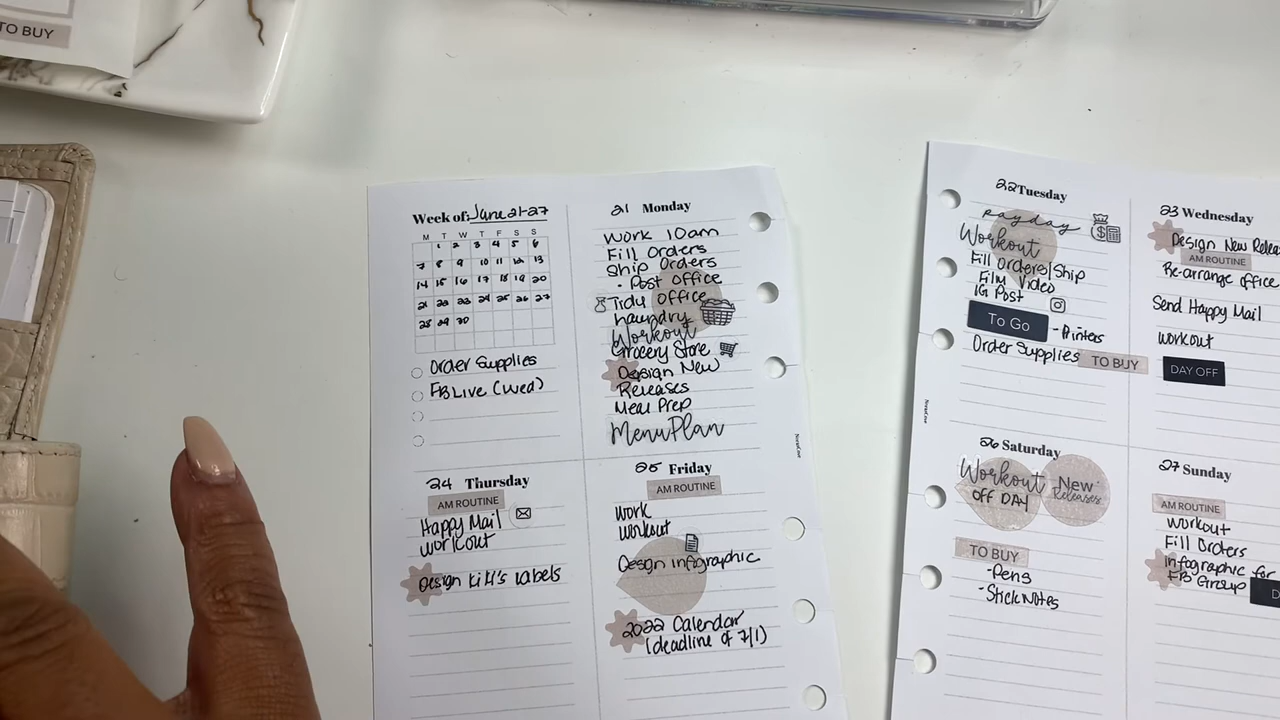 TO BUY
Week of: June 21-27
M T W T F S S
1 2 3 4 5 6
7 8 9 10 11 12 13
14 15 16 17 18 19 20
21 22 23 24 25 26 27
28 29 30
Order Supplies
FB Live (Wed)
21 Monday
Work 10am
Fill Orders
Ship Orders
- Post Office
Tidy Office
Laundry
Workout
Grocery Store
Design New
Releases
Meal Prep
Menu Plan
24 Thursday
AM ROUTINE
Happy Mail
Workout
Design Kiki's Labels
25 Friday
AM ROUTINE
Work
Workout
Design Infographic
2022 Calendar
(deadline of 7/1)
22 Tuesday
payday
Workout
Fill Orders/Ship
Film Video
IG Post
To Go
- Printers
Order Supplies
TO BUY
26 Saturday
Workout
OFF DAY
New
Releases
TO BUY
- Pens
- Stick Notes
23 Wednesday
Design New
AM ROUTINE
Re-arrange office
Send Happy Mail
Workout
DAY OFF
27 Sunday
AM ROUTINE
Workout
Fill Orders
Infographic for
FB Group